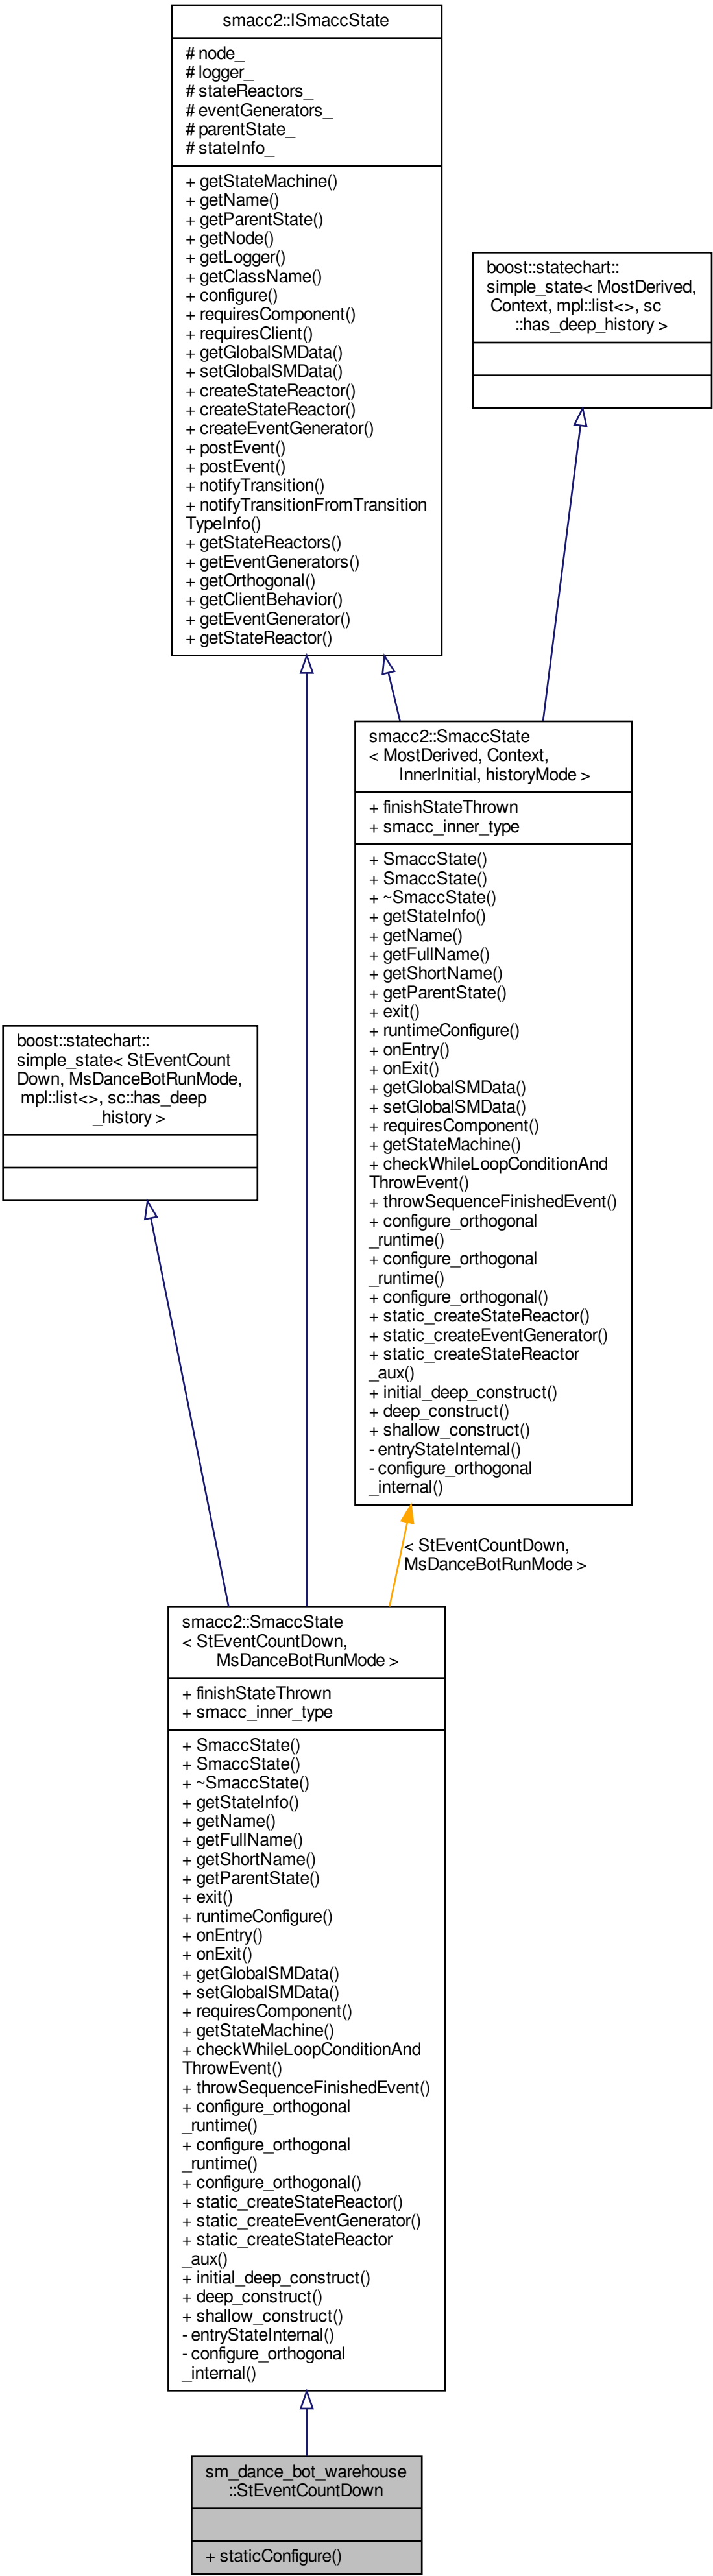 smacc2::ISmaccState
# node_
# logger_
# stateReactors_
# eventGenerators_
# parentState_
# stateInfo_
+ getStateMachine()
+ getName()
+ getParentState()
+ getNode()
+ getLogger()
+ getClassName()
+ configure()
+ requiresComponent()
+ requiresClient()
+ getGlobalSMData()
+ setGlobalSMData()
+ createStateReactor()
+ createStateReactor()
+ createEventGenerator()
+ postEvent()
+ postEvent()
+ notifyTransition()
+ notifyTransitionFromTransition
TypeInfo()
+ getStateReactors()
+ getEventGenerators()
+ getOrthogonal()
+ getClientBehavior()
+ getEventGenerator()
+ getStateReactor()
boost::statechart::
simple_state< MostDerived,
Context, mpl::list<>, sc
::has_deep_history >
smacc2::SmaccState
< MostDerived, Context,
InnerInitial, historyMode >
+ finishStateThrown
+ smacc_inner_type
+ SmaccState()
+ SmaccState()
+ ~SmaccState()
+ getStateInfo()
+ getName()
+ getFullName()
+ getShortName()
+ getParentState()
+ exit()
+ runtimeConfigure()
+ onEntry()
+ onExit()
+ getGlobalSMData()
+ setGlobalSMData()
+ requiresComponent()
+ getStateMachine()
+ checkWhileLoopConditionAnd
ThrowEvent()
+ throwSequenceFinishedEvent()
+ configure_orthogonal
_runtime()
+ configure_orthogonal
_runtime()
+ configure_orthogonal()
+ static_createStateReactor()
+ static_createEventGenerator()
+ static_createStateReactor
_aux()
+ initial_deep_construct()
+ deep_construct()
+ shallow_construct()
- entryStateInternal()
- configure_orthogonal
_internal()
boost::statechart::
simple_state< StEventCount
Down, MsDanceBotRunMode,
mpl::list<>, sc::has_deep
_history >
< StEventCountDown,
MsDanceBotRunMode >
smacc2::SmaccState
< StEventCountDown,
MsDanceBotRunMode >
+ finishStateThrown
+ smacc_inner_type
+ SmaccState()
+ SmaccState()
+ ~SmaccState()
+ getStateInfo()
+ getName()
+ getFullName()
+ getShortName()
+ getParentState()
+ exit()
+ runtimeConfigure()
+ onEntry()
+ onExit()
+ getGlobalSMData()
+ setGlobalSMData()
+ requiresComponent()
+ getStateMachine()
+ checkWhileLoopConditionAnd
ThrowEvent()
+ throwSequenceFinishedEvent()
+ configure_orthogonal
_runtime()
+ configure_orthogonal
_runtime()
+ configure_orthogonal()
+ static_createStateReactor()
+ static_createEventGenerator()
+ static_createStateReactor
_aux()
+ initial_deep_construct()
+ deep_construct()
+ shallow_construct()
- entryStateInternal()
- configure_orthogonal
_internal()
sm_dance_bot_warehouse
::StEventCountDown
+ staticConfigure()